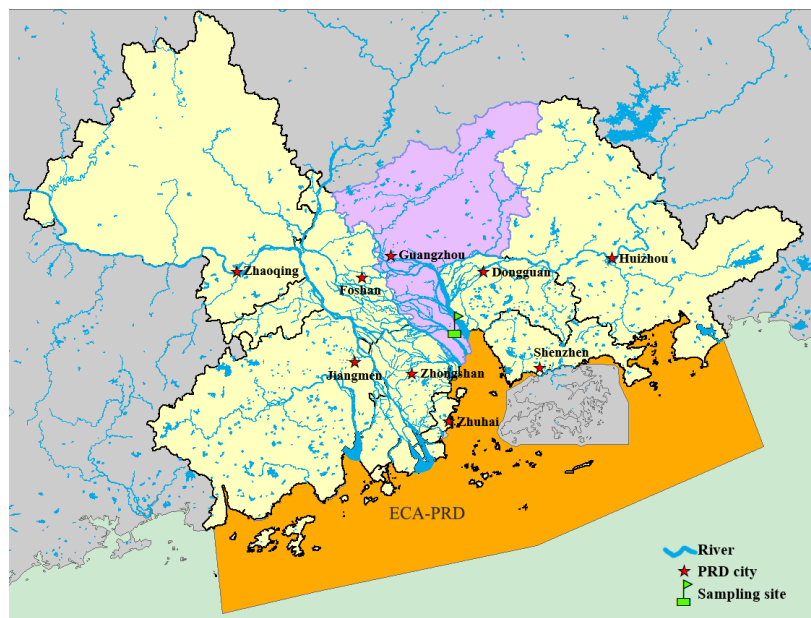 Guangzhou
Huizhou
Zhaoqing
Dongguan
Foshan
Shenzhen
Jiangmen
Zhongshan
Zhuhai
ECA-PRD
River
PRD city
Sampling site